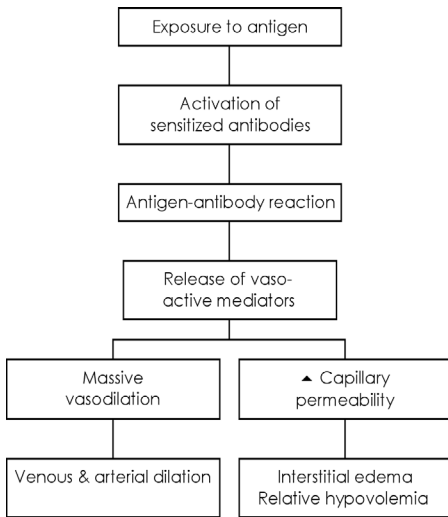 Exposure to antigen
Activation of
sensitized antibodies
Antigen-antibody reaction
Release of vaso-
active mediators
Massive
vasodilation
▲ Capillary
permeability
Venous & arterial dilation
Interstitial edema
Relative hypovolemia